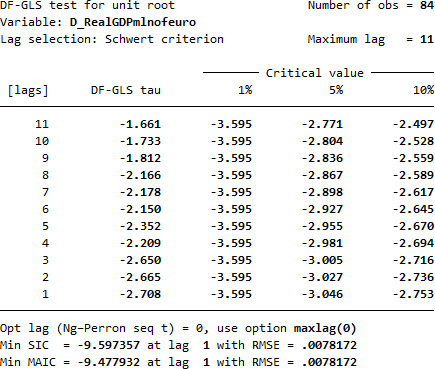 DF-GLS test for unit root Number of obs = 84
Variable: D_RealGDPmlnofeuro
Lag selection: Schwert criterion Maximum lag = 11
Critical value
[lags] DF-GLS tau 1% 5% 10%
11 -1.661 -3.595 -2.771 -2.497
10 -1.733 -3.595 -2.804 -2.528
9 -1.812 -3.595 -2.836 -2.559
8 -2.166 -3.595 -2.867 -2.589
7 -2.178 -3.595 -2.898 -2.617
6 -2.150 -3.595 -2.927 -2.645
5 -2.352 -3.595 -2.955 -2.670
4 -2.209 -3.595 -2.981 -2.694
3 -2.650 -3.595 -3.005 -2.716
2 -2.665 -3.595 -3.027 -2.736
1 -2.708 -3.595 -3.046 -2.753
Opt lag (Ng–Perron seq t) = 0, use option maxlag(0)
Min SIC = -9.597357 at lag 1 with RMSE = .0078172
Min MAIC = -9.477932 at lag 1 with RMSE = .0078172